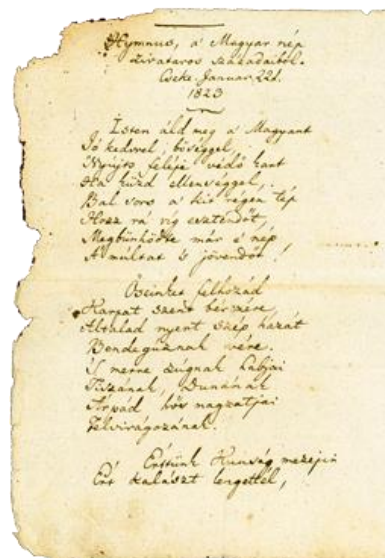 Hymnus, a' Magyar nép
zivataros századaiból.
Cseke. Januar. 22d.
1823
Isten áld meg a' Magyart
Jó kedvvel, bőséggel,
Nyújts feléje védő kart
Ha küzd ellenséggel,
Bal sors a' kit régen tép
Hozz rá víg esztendőt,
Megbűnhödte már e' nép
A' múltat 's jövendőt!
Őseinket felhozád
Kárpát szent bérczére,
Általad nyert szép hazát
Bendegúznak vére.
'S merre zúgnak habjai
Tiszának, Dunának
Árpád hős magzatjai
Felvirágozának.
Értünk Kunság mezejin
Ért kalászt lengettél,